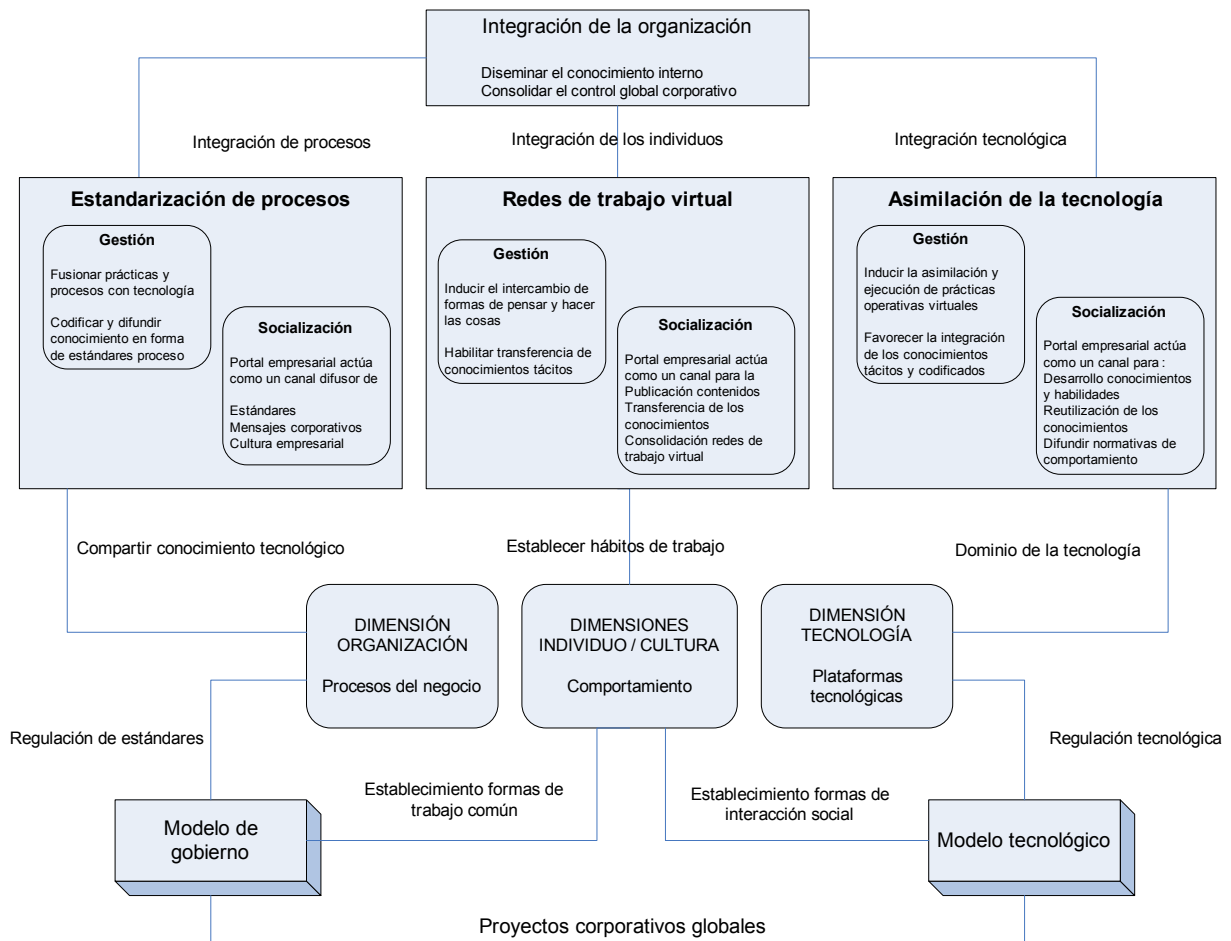 Integración de la organización
Diseminar el conocimiento interno
Consolidar el control global corporativo
Integración de procesos
Integración de los individuos
Integración tecnológica
Estandarización de procesos
Gestión
Fusionar prácticas y
procesos con tecnología
Codificar y difundir
conocimiento en forma
de estándares proceso
Socialización
Portal empresarial actúa
como un canal difusor de
Estándares
Mensajes corporativos
Cultura empresarial
Redes de trabajo virtual
Gestión
Inducir el intercambio de
formas de pensar y hacer
las cosas
Habilitar transferencia de
conocimientos tácitos
Socialización
Portal empresarial actúa
como un canal para la
Publicación contenidos
Transferencia de los
conocimientos
Consolidación redes de
trabajo virtual
Asimilación de la tecnología
Gestión
Inducir la asimilación y
ejecución de prácticas
operativas virtuales
Favorecer la integración
de los conocimientos
tácitos y codificados
Socialización
Portal empresarial actúa
como un canal para :
Desarrollo conocimientos
y habilidades
Reutilización de los
conocimientos
Difundir normativas de
comportamiento
Compartir conocimiento tecnológico
Establecer hábitos de trabajo
Dominio de la tecnología
DIMENSIÓN
ORGANIZACIÓN
Procesos del negocio
DIMENSIONES
INDIVIDUO / CULTURA
Comportamiento
DIMENSIÓN
TECNOLOGÍA
Plataformas
tecnológicas
Regulación de estándares
Regulación tecnológica
Establecimiento formas de
trabajo común
Establecimiento formas de
interacción social
Modelo de
gobierno
Modelo tecnológico
Proyectos corporativos globales